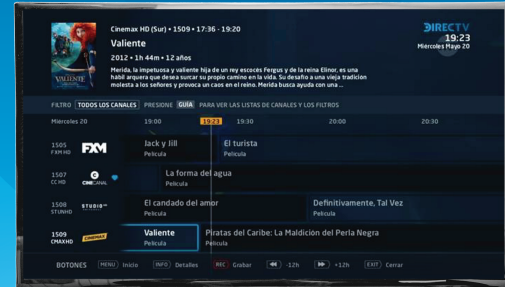 Cinemax HD (Sur) • 1509 • 17:36 - 19:20
Valiente
2012 • 1h 44m • 12 años
Merida, la impetuosa y valiente hija de un rey escocés Fergus y de la reina Elinor, es una
hábil arquera que desea surcar su propio camino en la vida. Su desafío a una vieja tradición
molesta a los señores y provoca un caos en el reino. Merida busca ayuda con una ...
VALIENTE
DIRECTV
19:23
Miércoles Mayo 20
FILTRO TODOS LOS CANALES PRESIONE GUÍA PARA VER LAS LISTAS DE CANALES Y LOS FILTROS
Miércoles 20 19:00 19:23 19:30 20:00 20:30
1505 FXM Jack y Jill El turista
FXM HD Película Película
1507 CINECANAL La forma del agua
CC HD Película
1508 STUDIO El candado del amor Definitivamente, Tal Vez
STUNHD Película Película
1509 CINEMAX Valiente Piratas del Caribe: La Maldición del Perla Negra
CMAXHD Película Película
BOTONES MENU Inicio INFO Detalles REC Grabar -12h +12h EXIT Cerrar